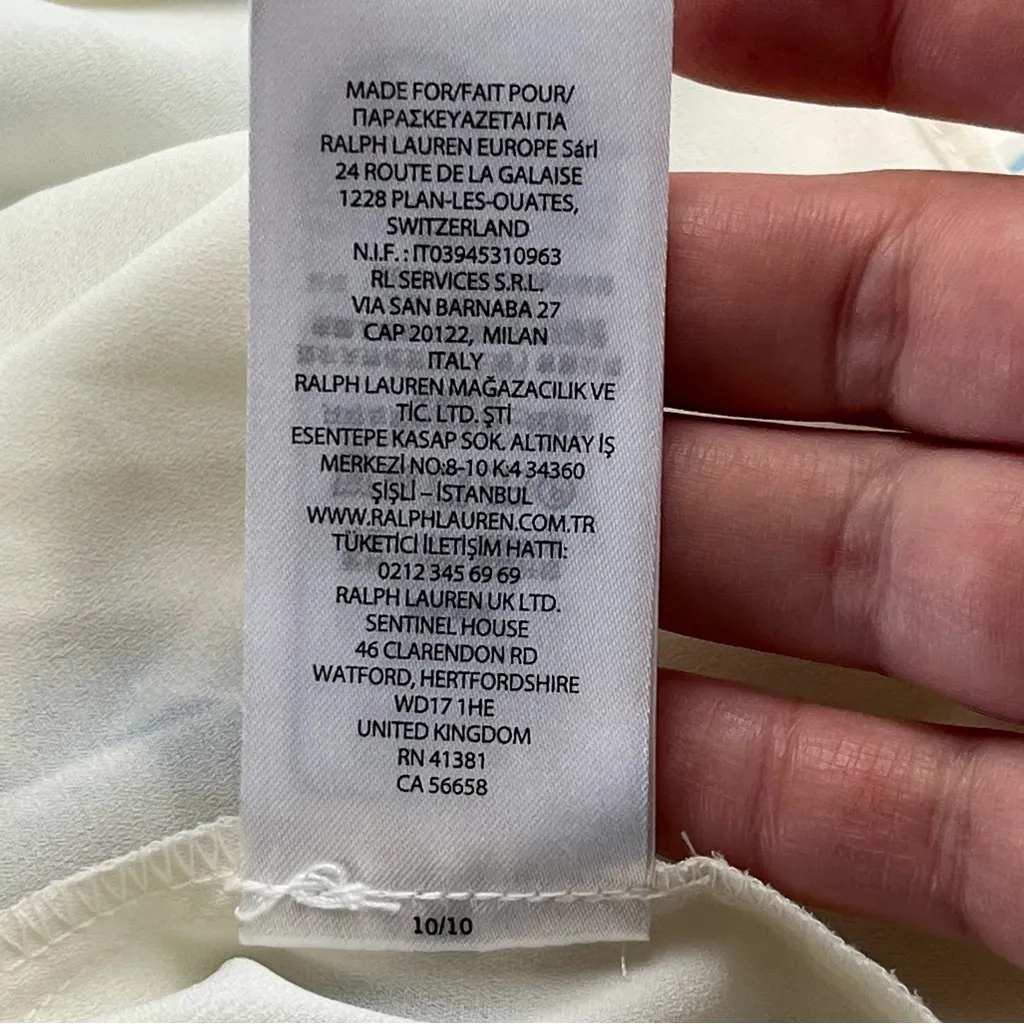 MADE FOR/FAIT POUR/
ΠΑΡΑΣΚΕΥΑΖΕΤΑΙ ΓΙΑ
RALPH LAUREN EUROPE Sárl
24 ROUTE DE LA GALAISE
1228 PLAN-LES-OUATES,
SWITZERLAND
N.I.F. : IT03945310963
RL SERVICES S.R.L.
VIA SAN BARNABA 27
CAP 20122, MILAN
ITALY
RALPH LAUREN MAĞAZACILIK VE
TİC. LTD. ŞTİ
ESENTEPE KASAP SOK. ALTINAY İŞ
MERKEZİ NO:8-10 K:4 34360
ŞİŞLİ – İSTANBUL
WWW.RALPHLAUREN.COM.TR
TÜKETİCİ İLETİŞİM HATTI:
0212 345 69 69
RALPH LAUREN UK LTD.
SENTINEL HOUSE
46 CLARENDON RD
WATFORD, HERTFORDSHIRE
WD17 1HE
UNITED KINGDOM
RN 41381
CA 56658
10/10